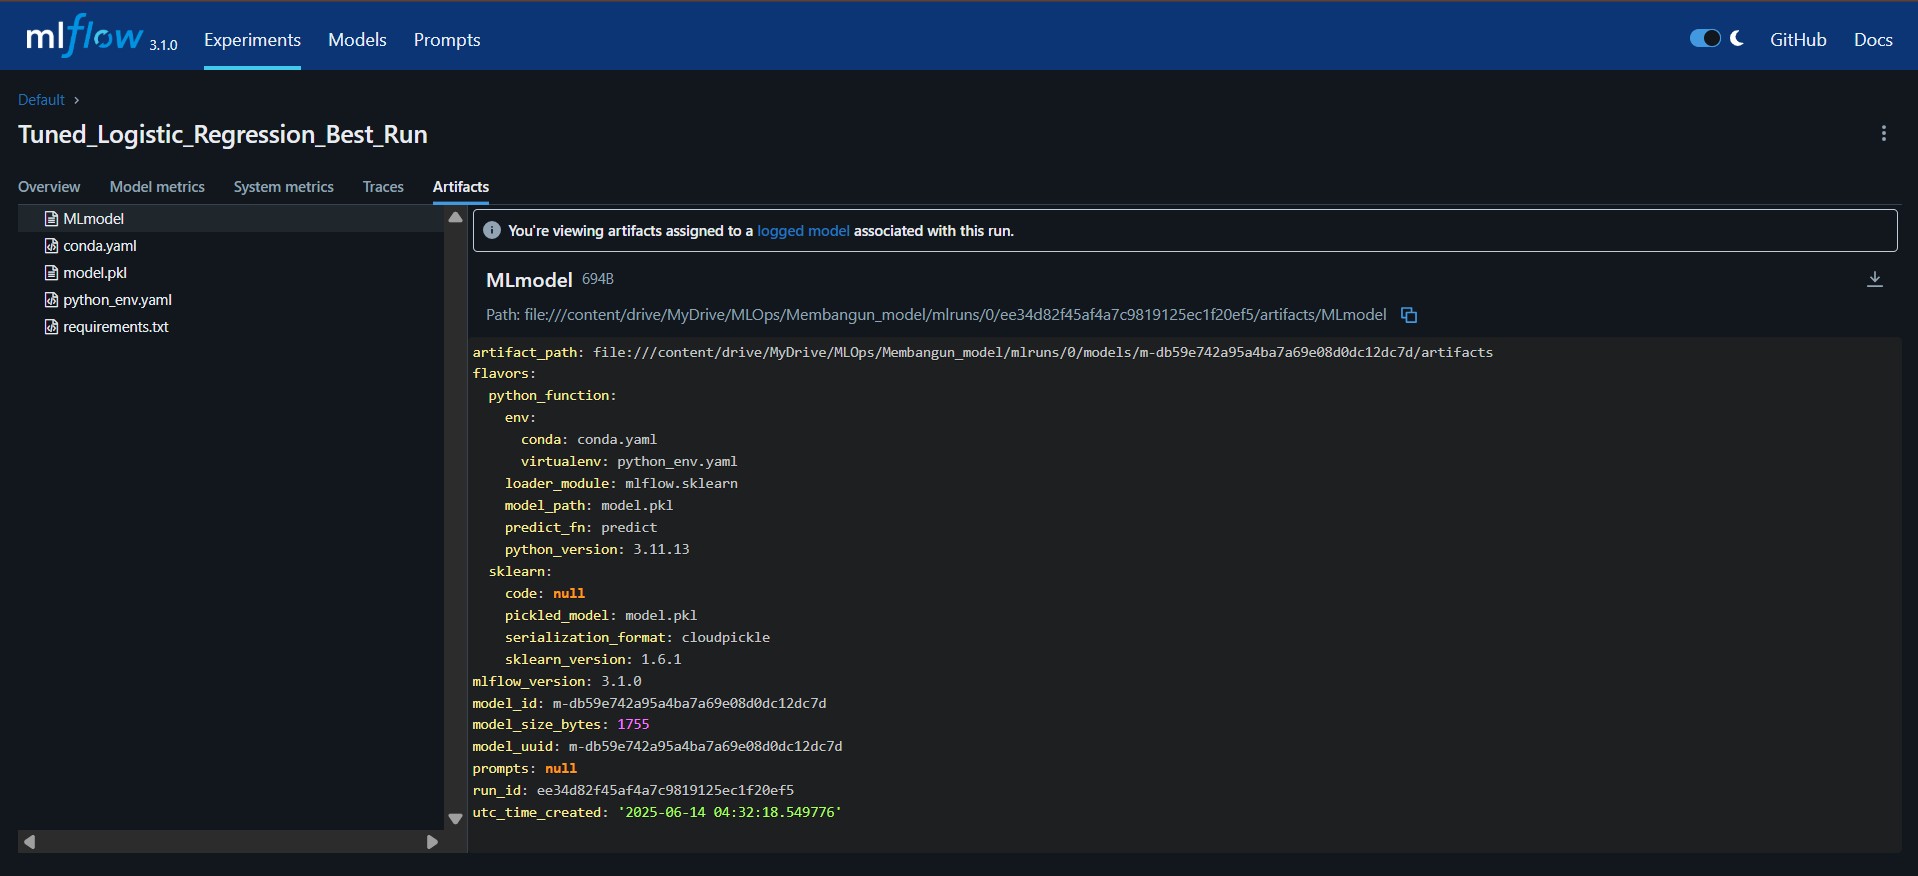 mlflow 3.1.0 Experiments Models Prompts GitHub Docs
Default ›
Tuned_Logistic_Regression_Best_Run
Overview Model metrics System metrics Traces Artifacts
MLmodel
conda.yaml
model.pkl
python_env.yaml
requirements.txt
You're viewing artifacts assigned to a logged model associated with this run.
MLmodel 694B
Path: file:///content/drive/MyDrive/MLOps/Membangun_model/mlruns/0/ee34d82f45af4a7c9819125ec1f20ef5/artifacts/MLmodel
artifact_path: file:///content/drive/MyDrive/MLOps/Membangun_model/mlruns/0/models/m-db59e742a95a4ba7a69e08d0dc12dc7d/artifacts
flavors:
  python_function:
    env:
      conda: conda.yaml
      virtualenv: python_env.yaml
    loader_module: mlflow.sklearn
    model_path: model.pkl
    predict_fn: predict
    python_version: 3.11.13
  sklearn:
    code: null
    pickled_model: model.pkl
    serialization_format: cloudpickle
    sklearn_version: 1.6.1
mlflow_version: 3.1.0
model_id: m-db59e742a95a4ba7a69e08d0dc12dc7d
model_size_bytes: 1755
model_uuid: m-db59e742a95a4ba7a69e08d0dc12dc7d
prompts: null
run_id: ee34d82f45af4a7c9819125ec1f20ef5
utc_time_created: '2025-06-14 04:32:18.549776'